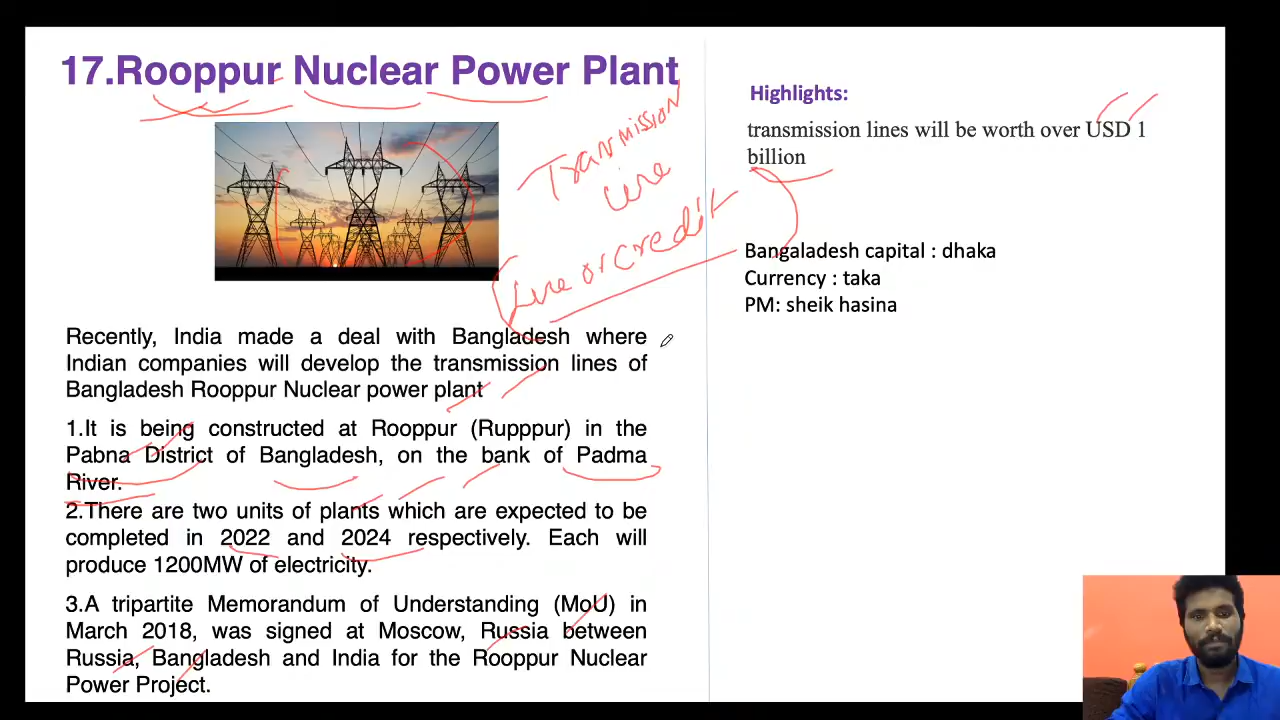 17.Rooppur Nuclear Power Plant
Transmission
Line
Line or Credit
Recently, India made a deal with Bangladesh where
Indian companies will develop the transmission lines of
Bangladesh Rooppur Nuclear power plant
1.It is being constructed at Rooppur (Rupppur) in the
Pabna District of Bangladesh, on the bank of Padma
River.
2.There are two units of plants which are expected to be
completed in 2022 and 2024 respectively. Each will
produce 1200MW of electricity.
3.A tripartite Memorandum of Understanding (MoU) in
March 2018, was signed at Moscow, Russia between
Russia, Bangladesh and India for the Rooppur Nuclear
Power Project.
Highlights:
transmission lines will be worth over USD 1
billion
Bangaladesh capital : dhaka
Currency : taka
PM: sheik hasina